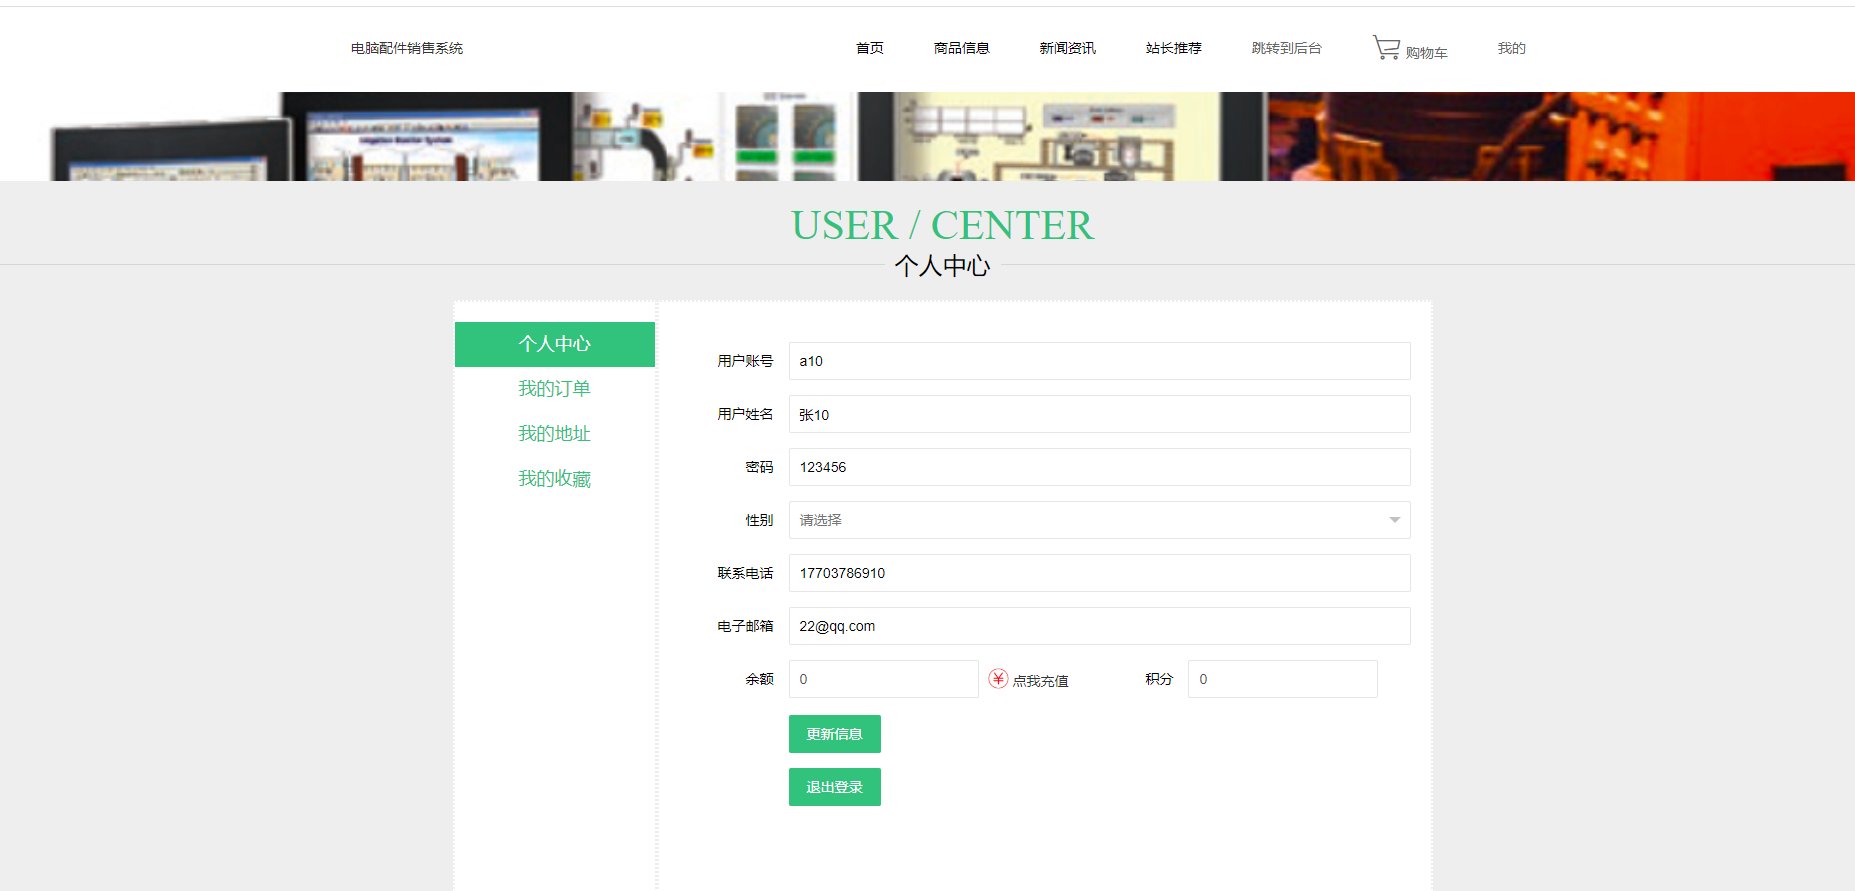 电脑配件销售系统
首页
商品信息
新闻资讯
站长推荐
跳转到后台
购物车
我的
USER / CENTER
个人中心
个人中心
我的订单
我的地址
我的收藏
用户账号 a10
用户姓名 张10
密码 123456
性别 请选择
联系电话 17703786910
电子邮箱 22@qq.com
余额 0 点我充值 积分 0
更新信息
退出登录